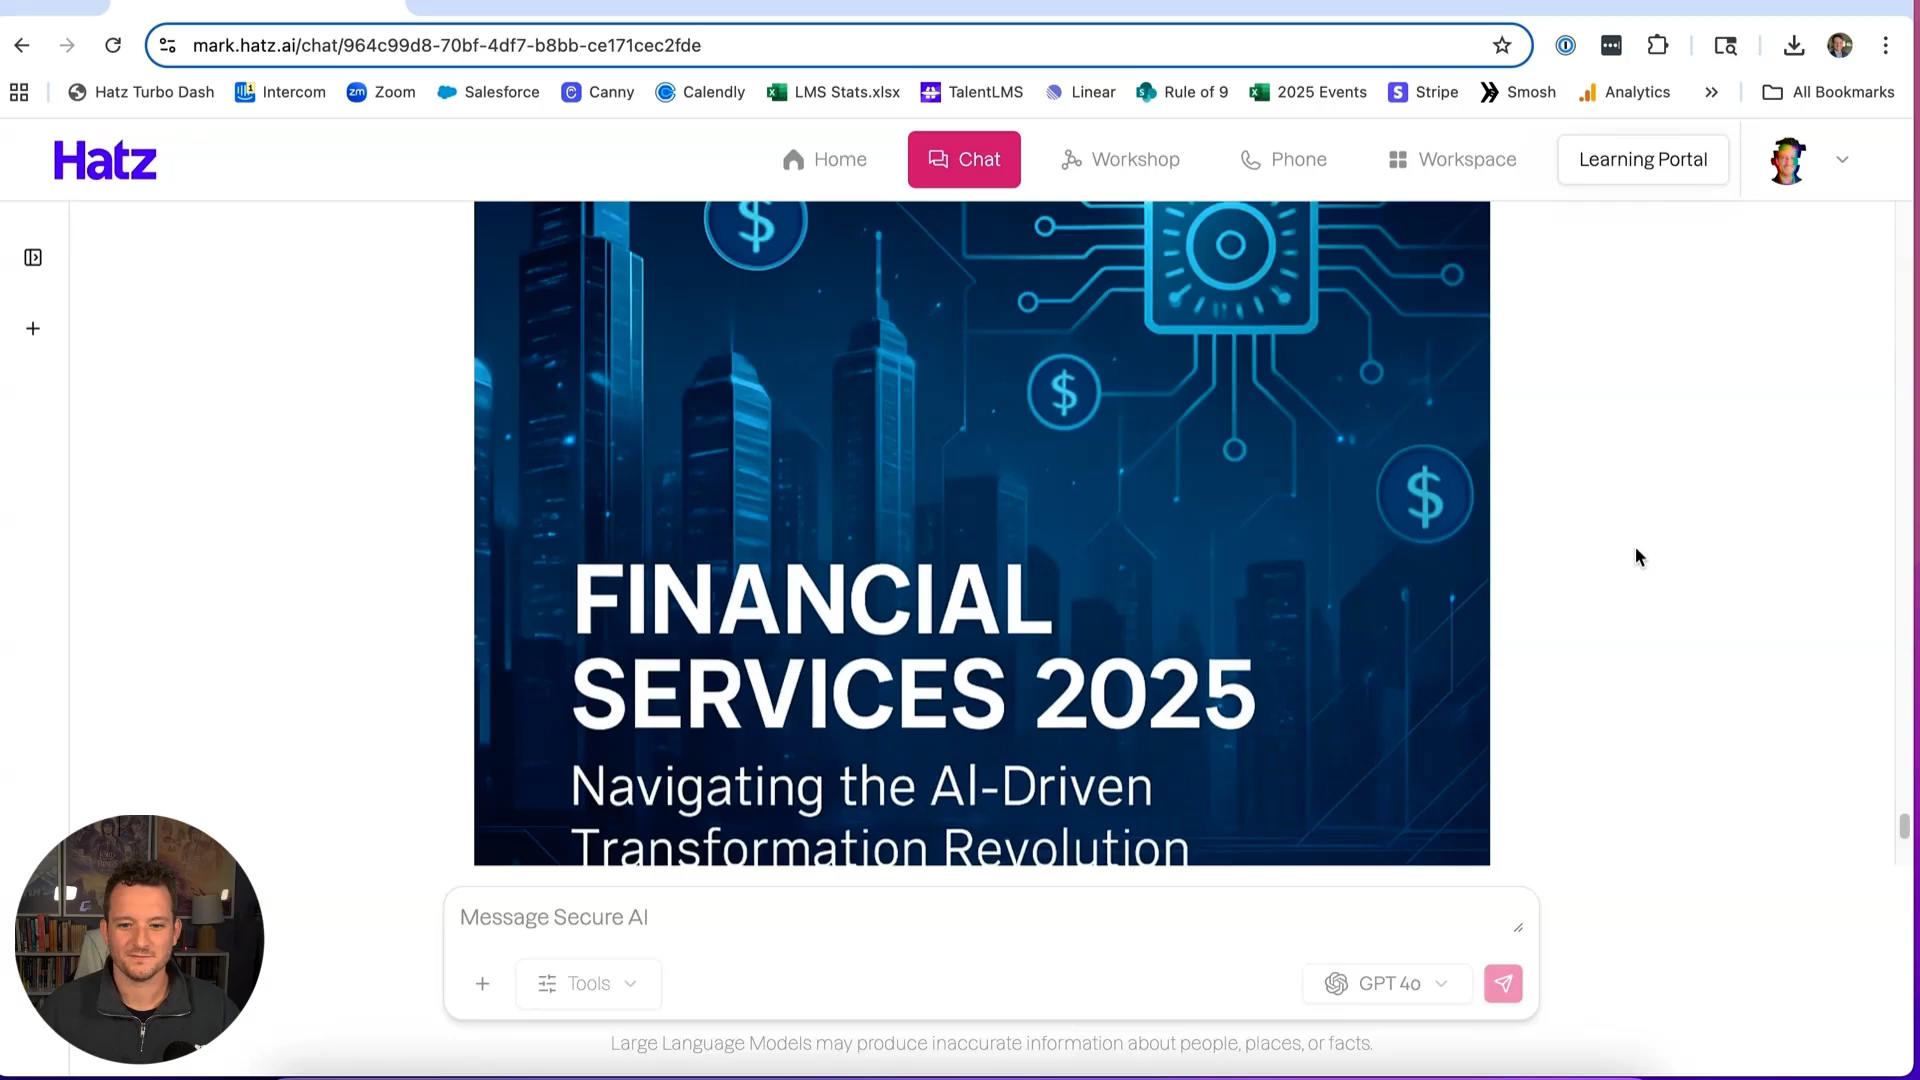 mark.hatz.ai/chat/964c99d8-70bf-4df7-b8bb-ce171cec2fde
Hatz Turbo Dash Intercom zm Zoom Salesforce Canny Calendly LMS Stats.xlsx TalentLMS Linear Rule of 9 2025 Events S Stripe Smosh Analytics All Bookmarks
Hatz Home Chat Workshop Phone Workspace Learning Portal
$
$
$
FINANCIAL
SERVICES 2025
Navigating the AI-Driven
Transformation Revolution
Message Secure AI
Tools GPT 4o
Large Language Models may produce inaccurate information about people, places, or facts.